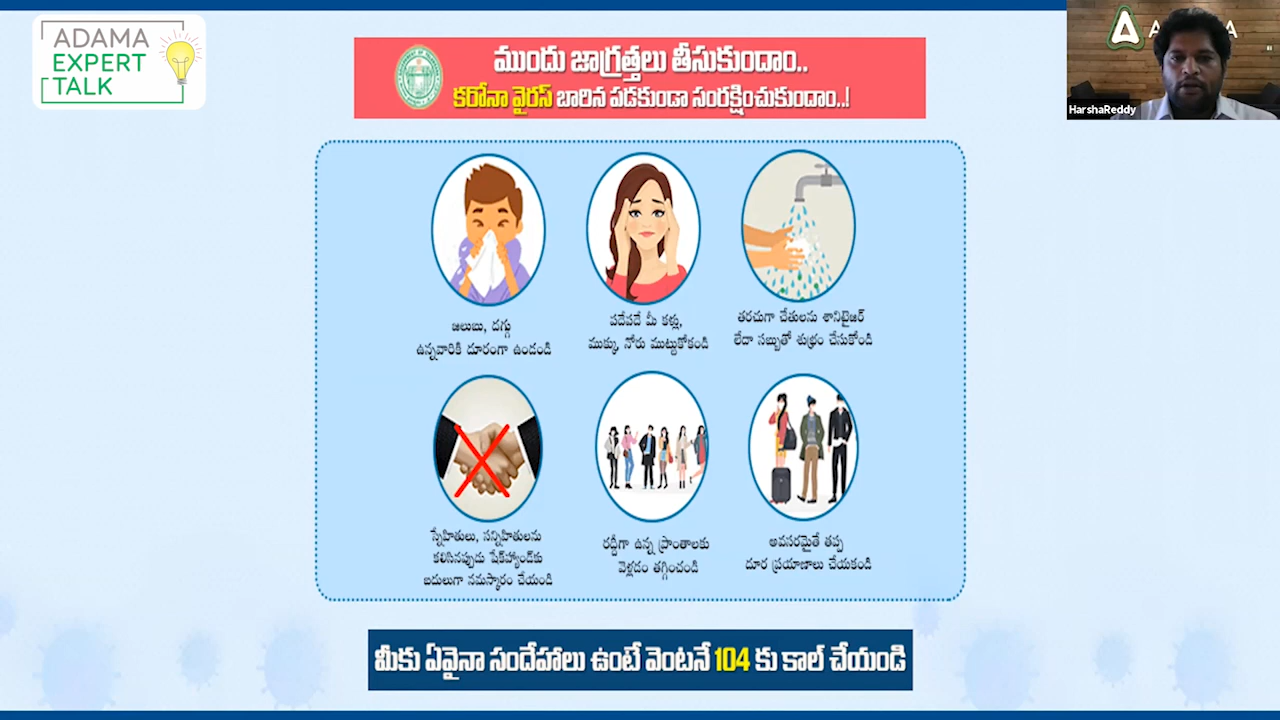 ADAMA
EXPERT
TALK
ముందు జాగ్రత్తలు తీసుకుందాం..
కరోనా వైరస్ బారిన పడకుండా సంరక్షించుకుందాం..!
HarshaReddy
జలుబు, దగ్గు
ఉన్నవారికి దూరంగా ఉండండి
పదేపదే మీ కళ్లు,
ముక్కు, నోరు ముట్టుకోకండి
తరచుగా చేతులను శానిటైజర్
లేదా సబ్బుతో శుభ్రం చేసుకోండి
స్నేహితులు, సన్నిహితులను
కలిసినప్పుడు షేక్‌హ్యాండ్‌కు
బదులుగా నమస్కారం చేయండి
రద్దీగా ఉన్న ప్రాంతాలకు
వెళ్లడం తగ్గించండి
అవసరమైతే తప్ప
దూర ప్రయాణాలు చేయకండి
మీకు ఏవైనా సందేహాలు ఉంటే వెంటనే 104 కు కాల్ చేయండి